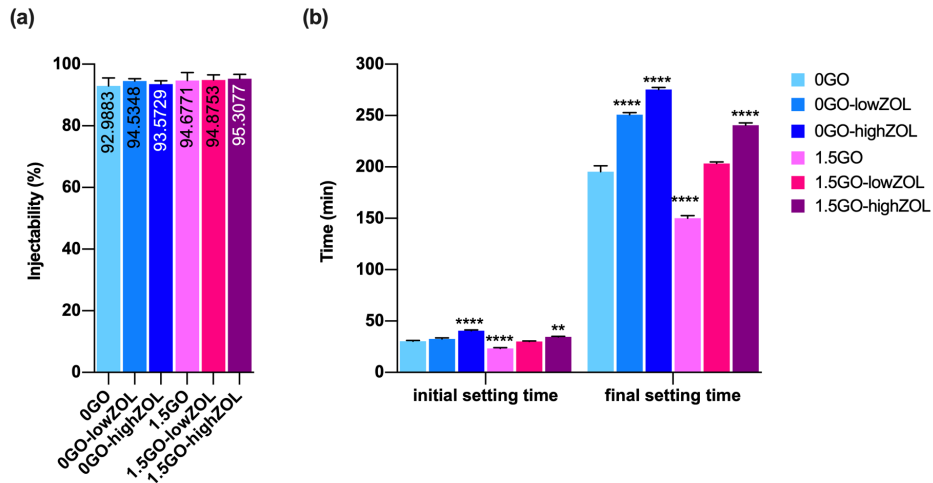 (a)
Injectability (%)
100
80
60
40
20
0
92.9883
94.5348
93.5729
94.6771
94.8753
95.3077
0GO
0GO-lowZOL
0GO-highZOL
1.5GO
1.5GO-lowZOL
1.5GO-highZOL
(b)
Time (min)
300
250
200
150
100
50
0
****
****
**
****
****
****
****
initial setting time
final setting time
0GO
0GO-lowZOL
0GO-highZOL
1.5GO
1.5GO-lowZOL
1.5GO-highZOL